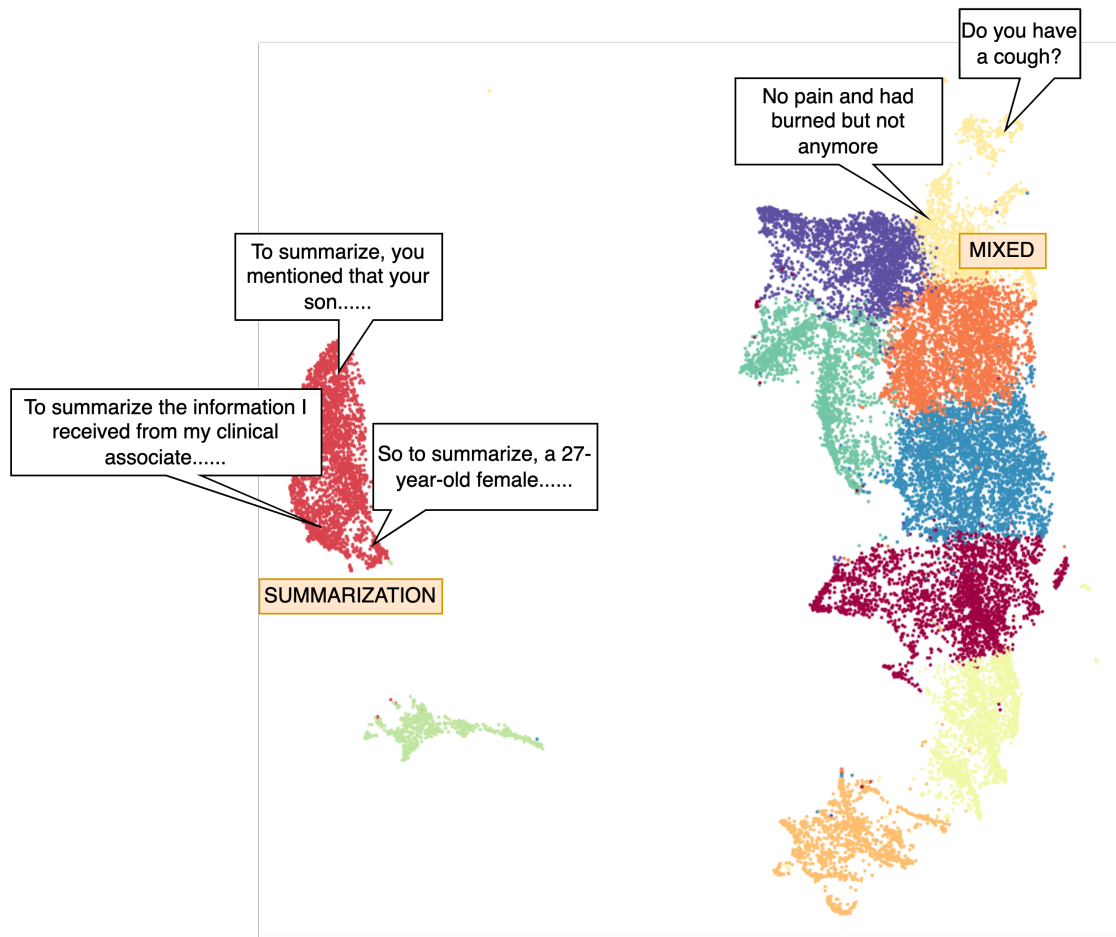 Do you have
a cough?
No pain and had
burned but not
anymore
MIXED
To summarize, you
mentioned that your
son......
To summarize the information I
received from my clinical
associate......
So to summarize, a 27-
year-old female......
SUMMARIZATION